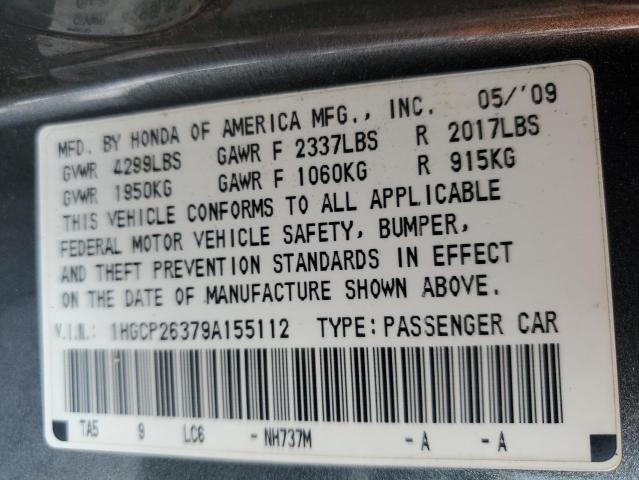 MFD. BY HONDA OF AMERICA MFG., INC. 05/'09
GVWR 4299LBS GAWR F 2337LBS R 2017LBS
GVWR 1950KG GAWR F 1060KG R 915KG
THIS VEHICLE CONFORMS TO ALL APPLICABLE
FEDERAL MOTOR VEHICLE SAFETY, BUMPER,
AND THEFT PREVENTION STANDARDS IN EFFECT
ON THE DATE OF MANUFACTURE SHOWN ABOVE.
V.I.N.: 1HGCP26379A155112 TYPE: PASSENGER CAR
TA5 9 LC6 - NH737M - A - A